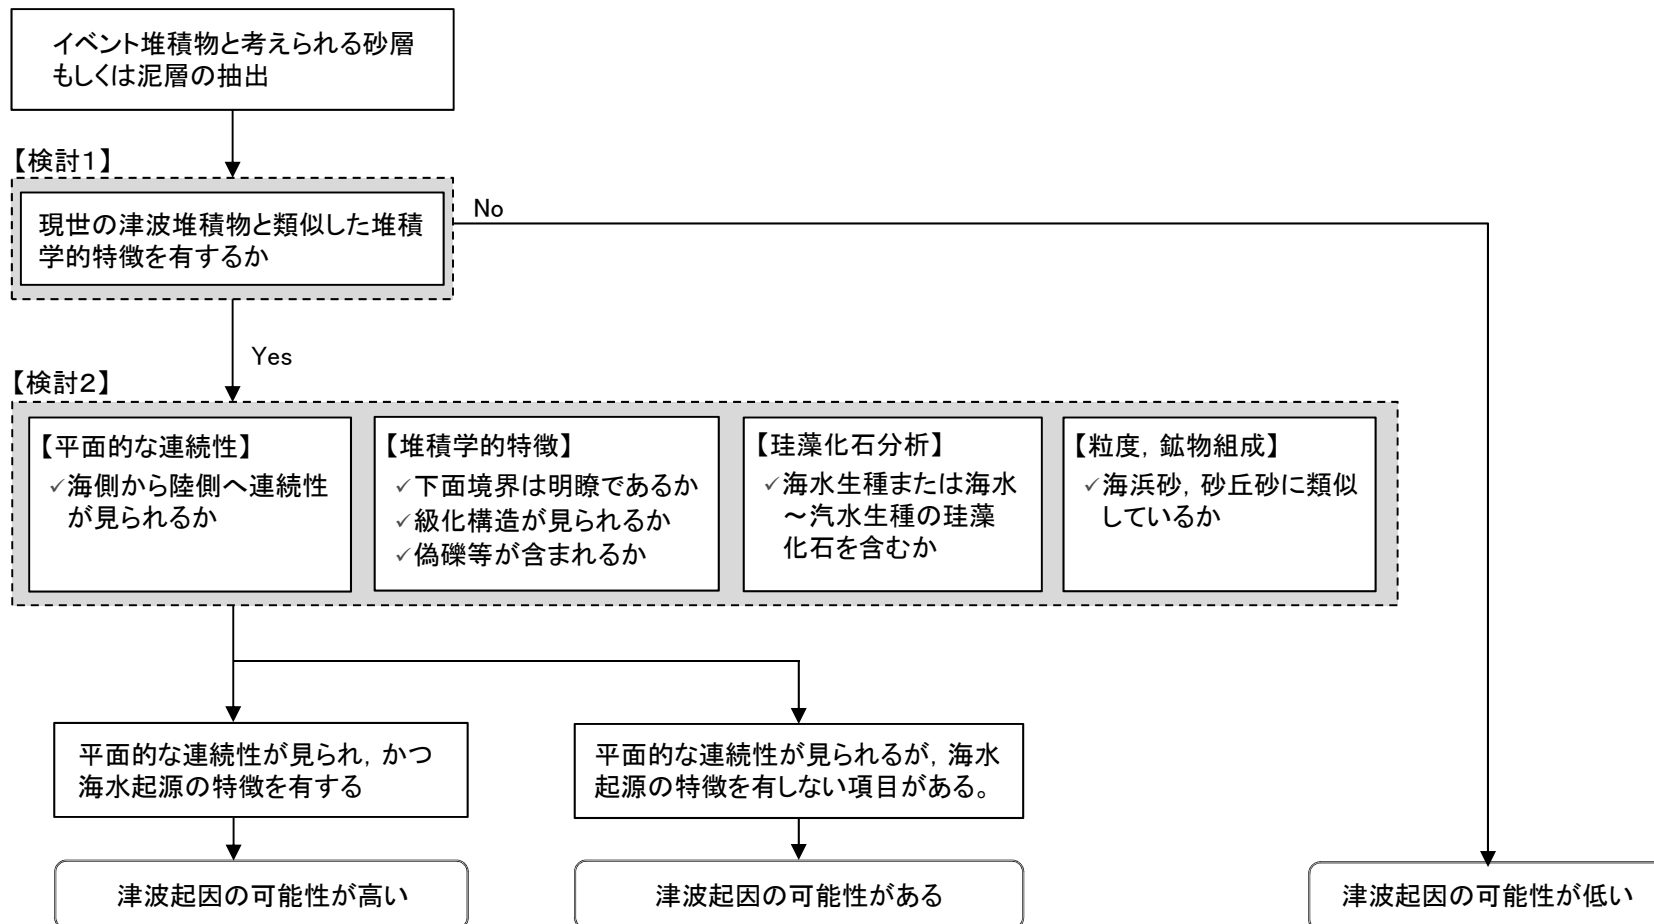 イベント堆積物と考えられる砂層
もしくは泥層の抽出
【検討1】
現世の津波堆積物と類似した堆積
学的特徴を有するか
No
Yes
【検討2】
【平面的な連続性】
✓海側から陸側へ連続性
が見られるか
【堆積学的特徴】
✓下面境界は明瞭であるか
✓級化構造が見られるか
✓偽礫等が含まれるか
【珪藻化石分析】
✓海水生種または海水
～汽水生種の珪藻
化石を含むか
【粒度，鉱物組成】
✓海浜砂，砂丘砂に類似
しているか
平面的な連続性が見られ，かつ
海水起源の特徴を有する
平面的な連続性が見られるが，海水
起源の特徴を有しない項目がある。
津波起因の可能性が高い
津波起因の可能性がある
津波起因の可能性が低い